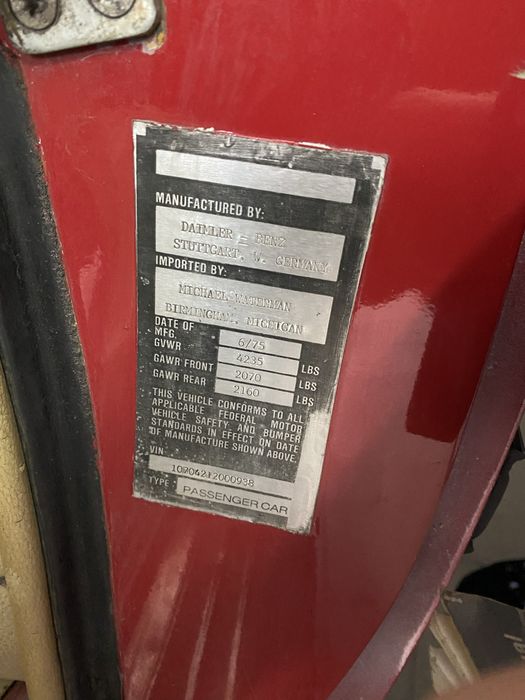 MANUFACTURED BY:
DAIMLER - BENZ
STUTTGART, W. GERMANY
IMPORTED BY:
MICHAEL
BIRMINGHAM, MICHIGAN
DATE OF
MFG. 6/75
GVWR 4235 LBS
GAWR FRONT 2070 LBS
GAWR REAR 2160 LBS
THIS VEHICLE CONFORMS TO ALL
APPLICABLE FEDERAL MOTOR
VEHICLE SAFETY AND BUMPER
STANDARDS IN EFFECT ON DATE
OF MANUFACTURE SHOWN ABOVE.
VIN
TYPE: PASSENGER CAR